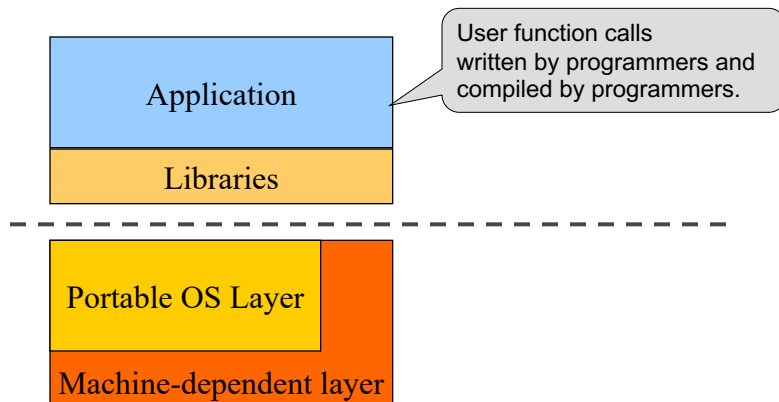 User function calls
written by programmers and
compiled by programmers.
Application
Libraries
Portable OS Layer
Machine-dependent layer